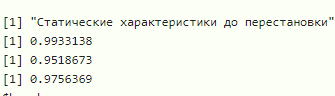 [1] "Статические характеристики до перестановки"
[1] 0.9933138
[1] 0.9518673
[1] 0.9756369